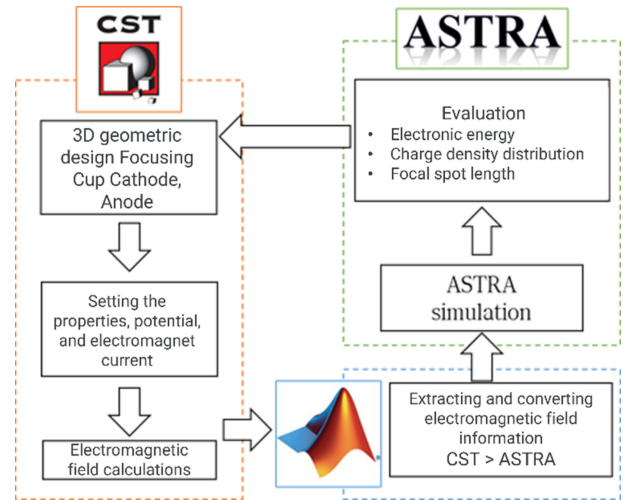 CST
3D geometric
design Focusing
Cup Cathode,
Anode
Setting the
properties, potential,
and electromagnet
current
Electromagnetic
field calculations
ASTRA
Evaluation
• Electronic energy
• Charge density distribution
• Focal spot length
ASTRA
simulation
Extracting and converting
electromagnetic field
information
CST > ASTRA